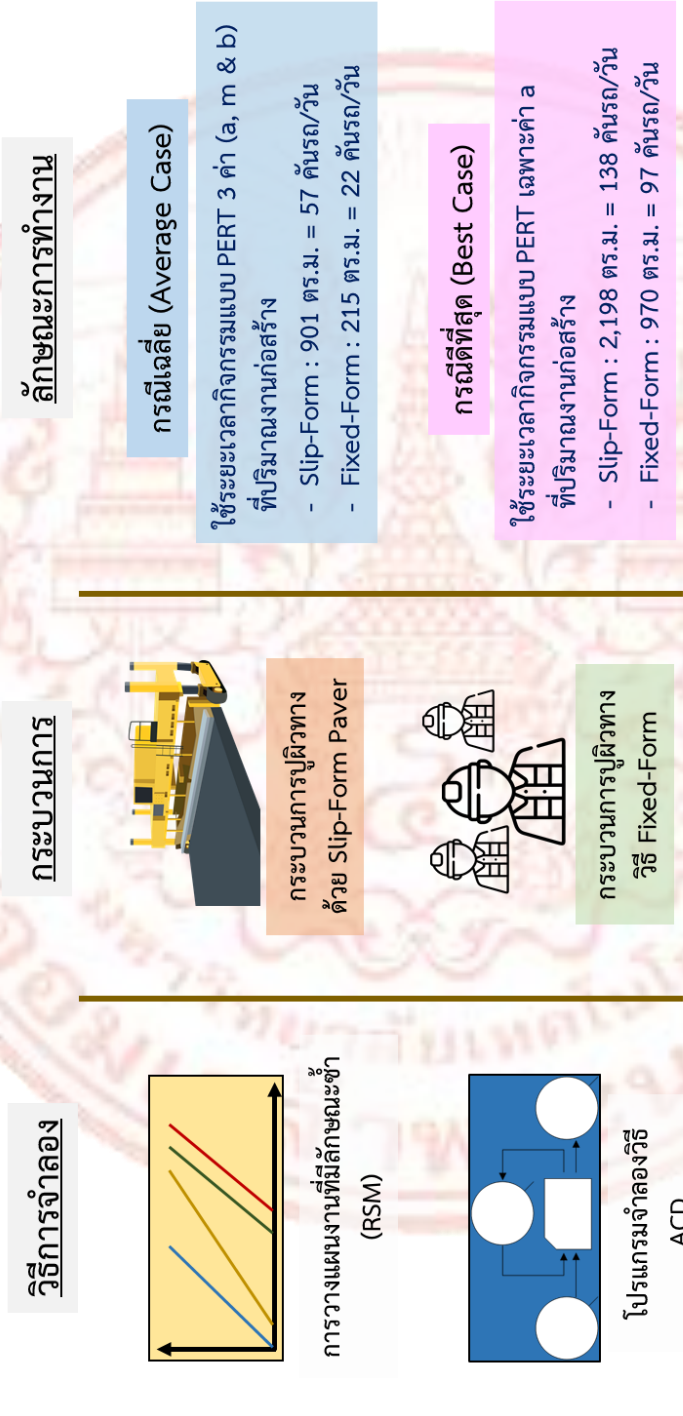 วิธีการจำลอง
การวางแผนงานที่มีลักษณะซ้ำ
(RSM)
โปรแกรมจำลองวิธี
ACD
กระบวนการ
กระบวนการปูผิวทาง
ด้วย Slip-Form Paver
กระบวนการปูผิวทาง
วิธี Fixed-Form
ลักษณะการทำงาน
กรณีเฉลี่ย (Average Case)
ใช้ระยะเวลากิจกรรมแบบ PERT 3 ค่า (a, m & b)
ที่ปริมาณงานก่อสร้าง
- Slip-Form : 901 ตร.ม. = 57 คันรถ/วัน
- Fixed-Form : 215 ตร.ม. = 22 คันรถ/วัน
กรณีดีที่สุด (Best Case)
ใช้ระยะเวลากิจกรรมแบบ PERT เฉพาะค่า a
ที่ปริมาณงานก่อสร้าง
- Slip-Form : 2,198 ตร.ม. = 138 คันรถ/วัน
- Fixed-Form : 970 ตร.ม. = 97 คันรถ/วัน